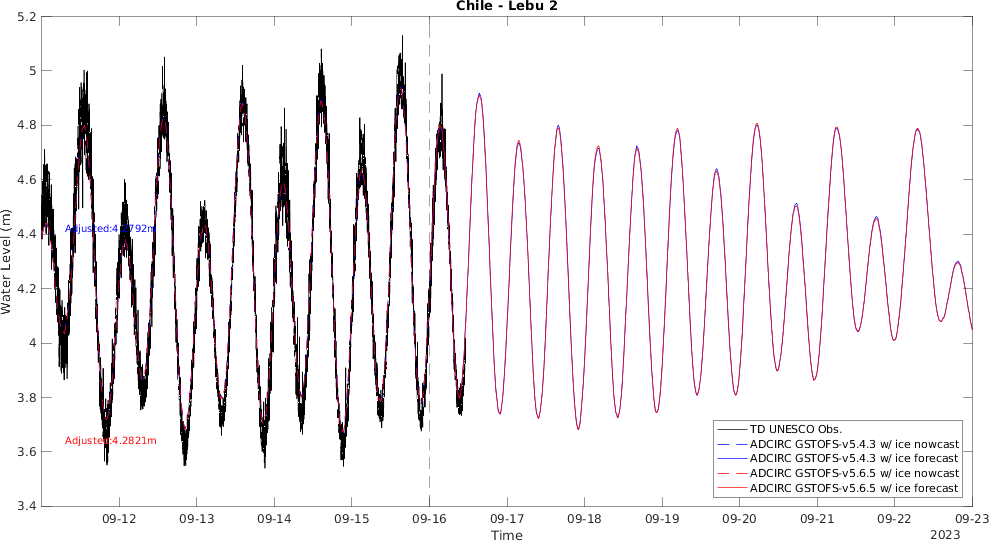 Chile - Lebu 2
5.2
5
4.8
4.6
4.4
4.2
4
3.8
3.6
3.4
Water Level (m)
Adjusted:4.2821m
TD UNESCO Obs.
ADCIRC GSTOFS-v5.4.3 w/ ice nowcast
ADCIRC GSTOFS-v5.4.3 w/ ice forecast
ADCIRC GSTOFS-v5.6.5 w/ ice nowcast
ADCIRC GSTOFS-v5.6.5 w/ ice forecast
09-12 09-13 09-14 09-15 09-16 09-17 09-18 09-19 09-20 09-21 09-22 09-23
Time
2023